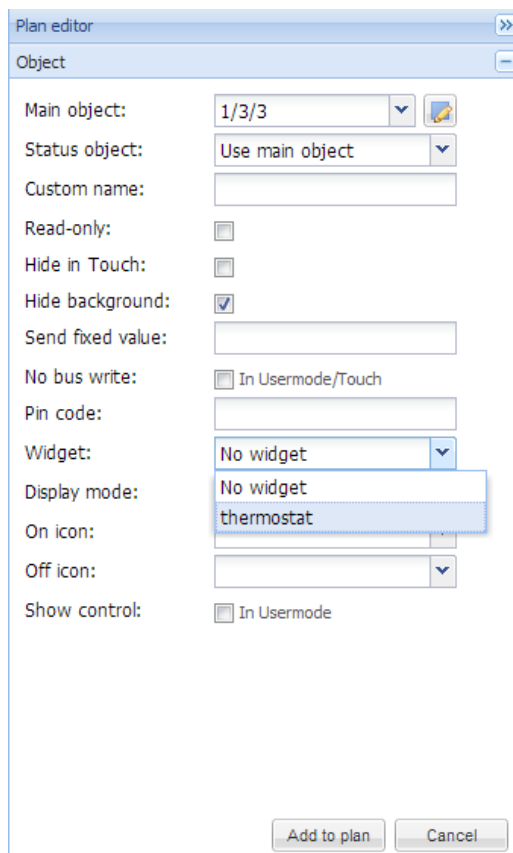 Plan editor
Object
Main object: 1/3/3
Status object: Use main object
Custom name:
Read-only:
Hide in Touch:
Hide background:
Send fixed value:
No bus write: In Usermode/Touch
Pin code:
Widget: No widget
Display mode: No widget
thermostat
On icon:
Off icon:
Show control: In Usermode
Add to plan Cancel